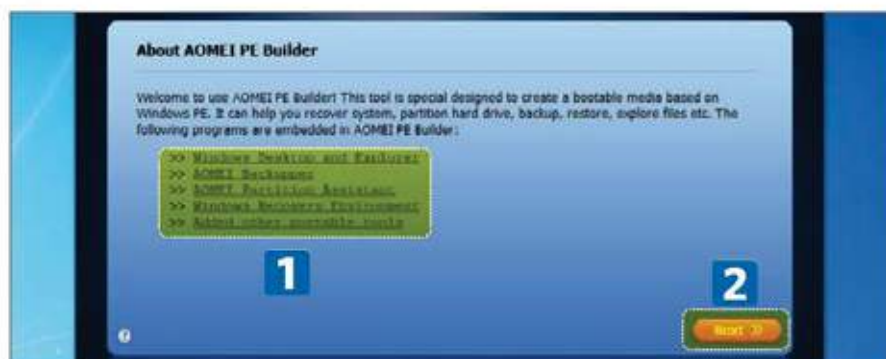 About AOMEI PE Builder
Welcome to use AOMEI PE Builder! This tool is special designed to create a bootable media based on
Windows PE. It can help you recover system, partition hard drive, backup, restore, explore files etc. The
following programs are embedded in AOMEI PE Builder:
>> Windows Desktop and Explorer
>> AOMEI Backupper
>> AOMEI Partition Assistant
>> Windows Recovery Environment
>> Added other portable tools
1
2
?
Next >>